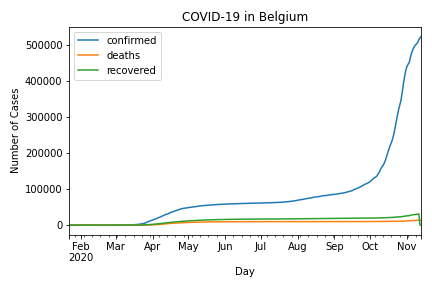 COVID-19 in Belgium
confirmed
deaths
recovered
Number of Cases
500000
400000
300000
200000
100000
0
Feb Mar Apr May Jun Jul Aug Sep Oct Nov
2020
Day